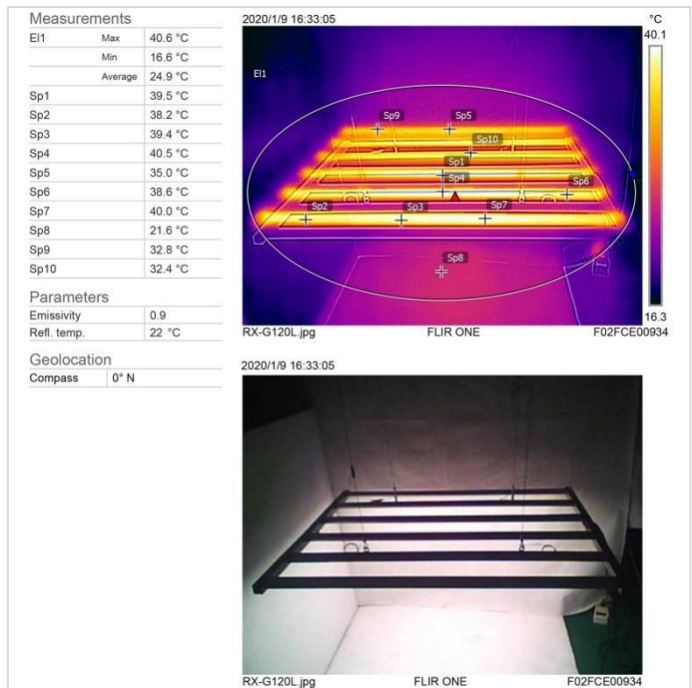 Measurements
El1 Max 40.6 °C
Min 16.6 °C
Average 24.9 °C
Sp1 39.5 °C
Sp2 38.2 °C
Sp3 39.4 °C
Sp4 40.5 °C
Sp5 35.0 °C
Sp6 38.6 °C
Sp7 40.0 °C
Sp8 21.6 °C
Sp9 32.8 °C
Sp10 32.4 °C
Parameters
Emissivity 0.9
Refl. temp. 22 °C
Geolocation
Compass 0° N
2020/1/9 16:33:05
°C
40.1
El1
Sp9 Sp5
Sp10
Sp1
Sp4 Sp6
Sp2 Sp3 Sp7
Sp8
16.3
RX-G120L.jpg FLIR ONE F02FCE00934
2020/1/9 16:33:05
RX-G120L.jpg FLIR ONE F02FCE00934